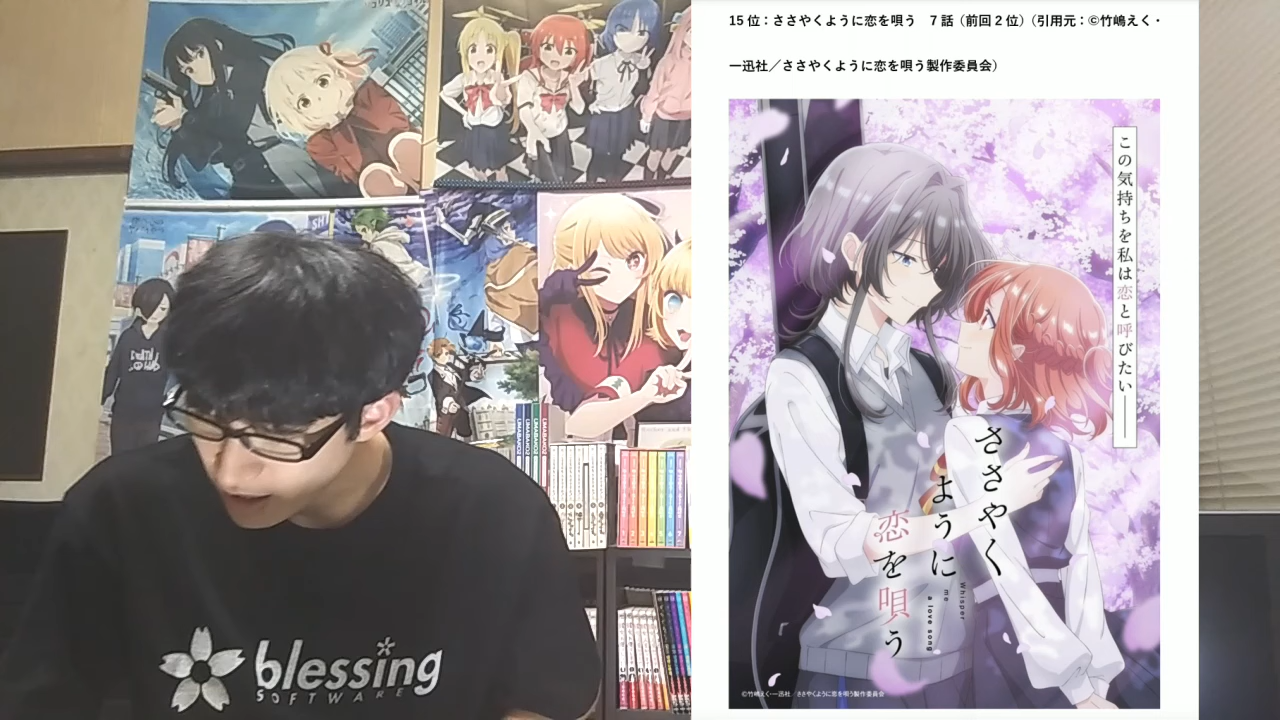 15位：ささやくように恋を唄う　7話（前回2位）（引用元：©竹嶋えく・
一迅社／ささやくように恋を唄う製作委員会）
この気持ちを私は恋と呼びたい――
ささやく
ように
恋を唄う
Whisper
me
a love song
©竹嶋えく・一迅社／ささやくように恋を唄う製作委員会
blessing
SOFTWARE